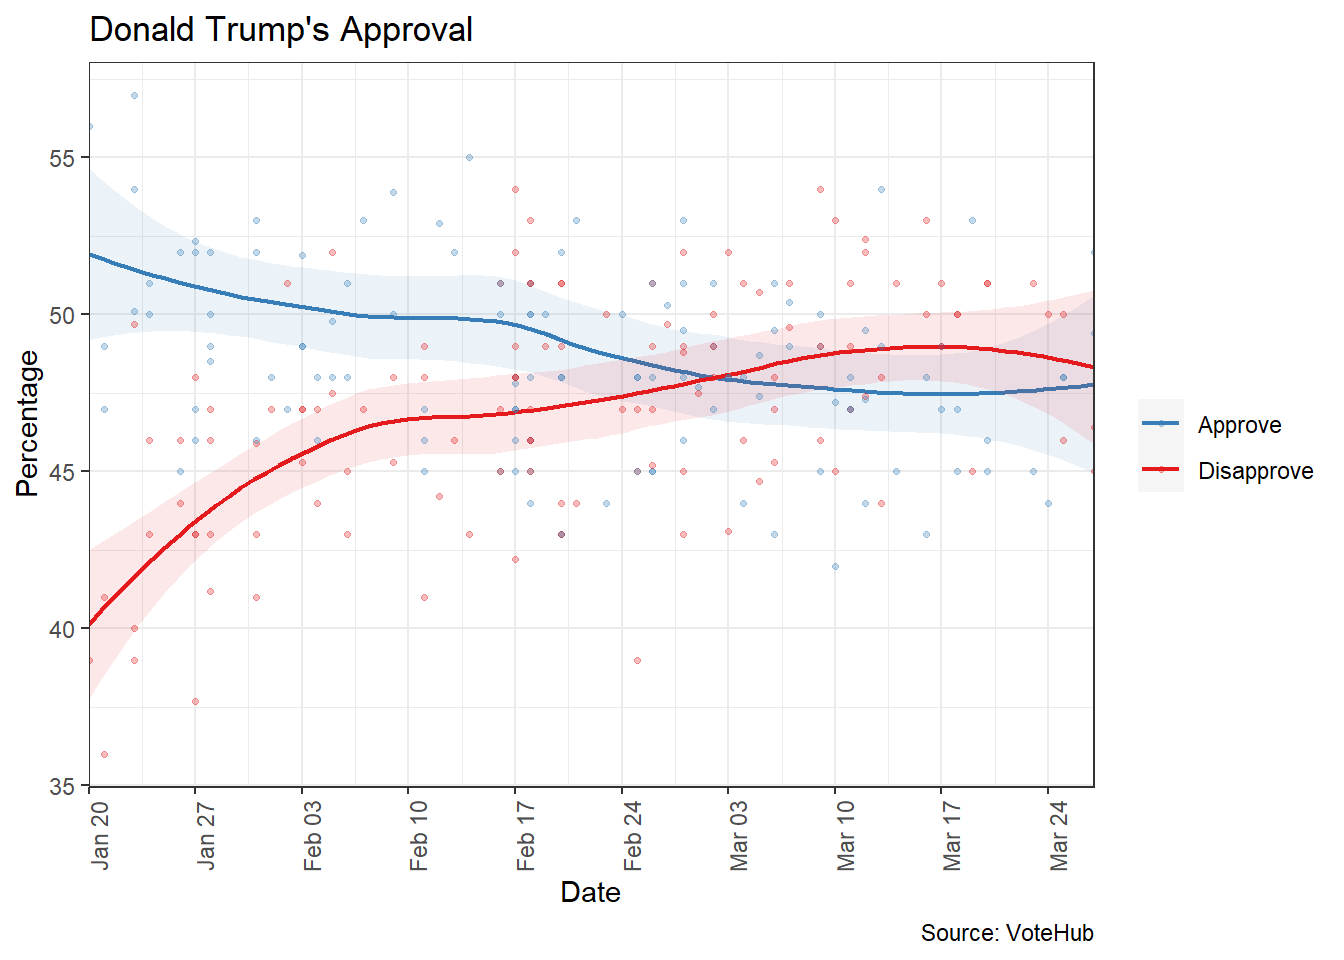 Donald Trump's Approval
Percentage
55
50
45
40
35
Jan 20
Jan 27
Feb 03
Feb 10
Feb 17
Feb 24
Mar 03
Mar 10
Mar 17
Mar 24
Date
Approve
Disapprove
Source: VoteHub